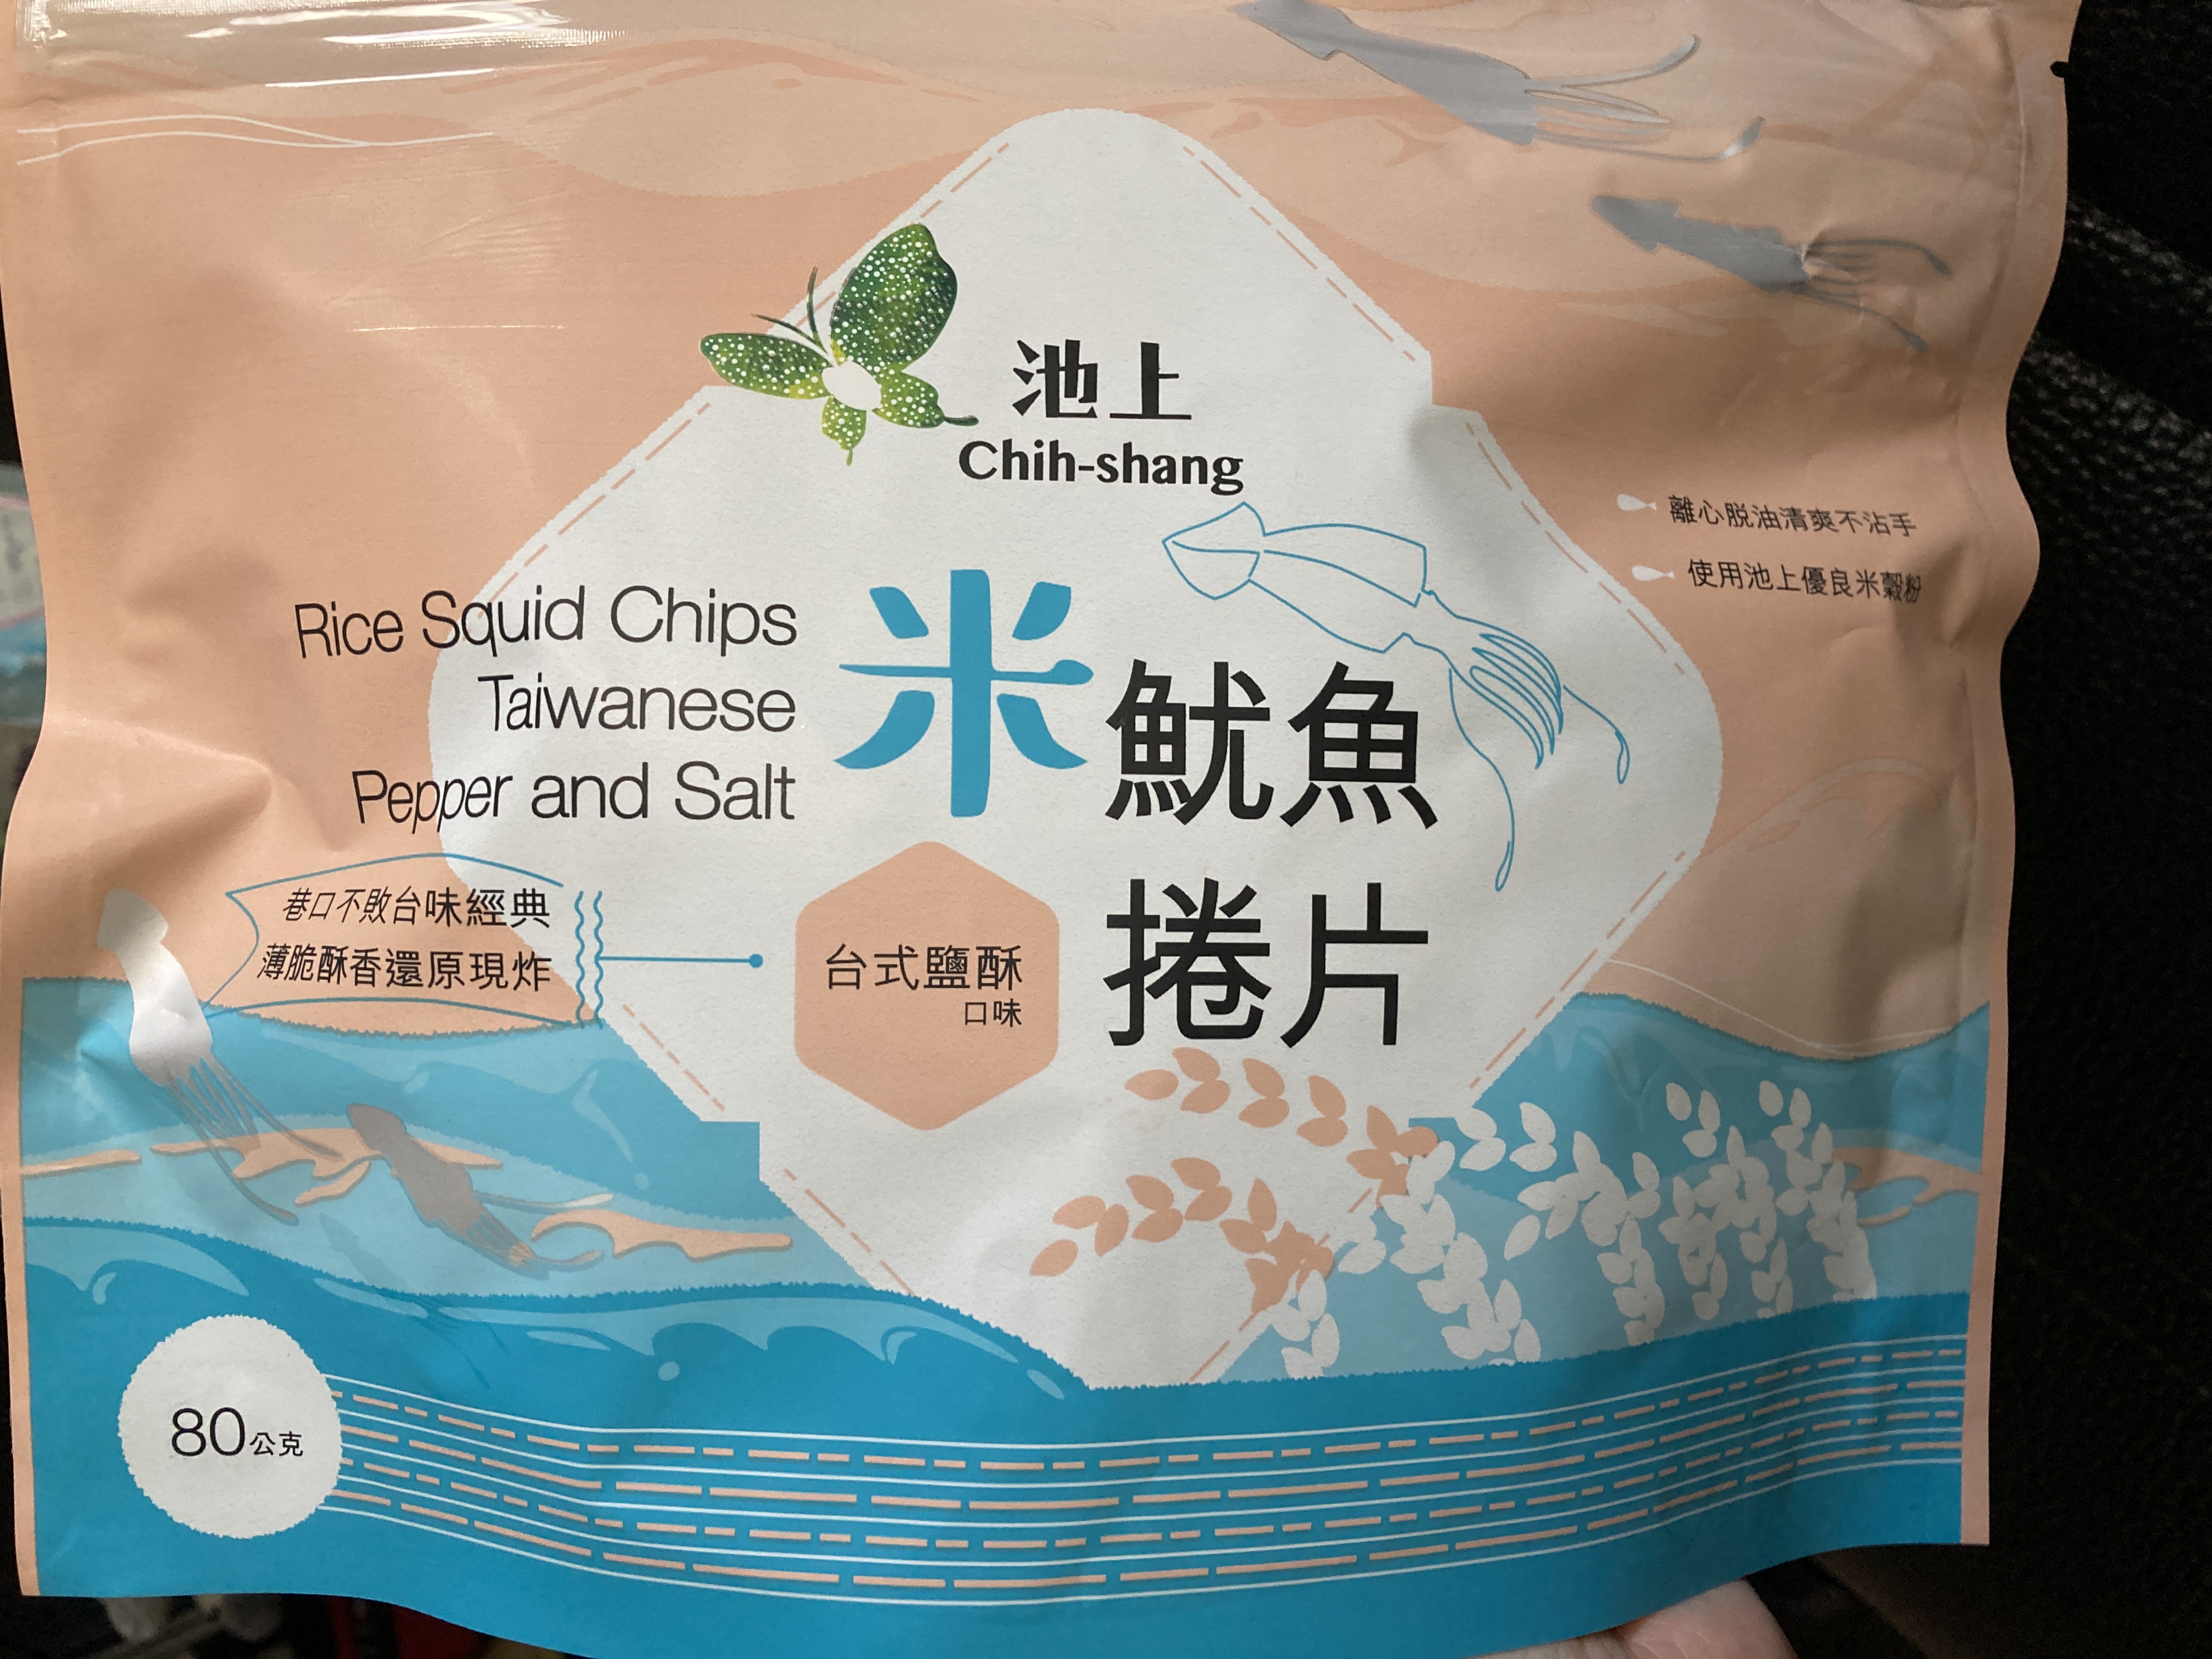 池上
Chih-shang
離心脱油清爽不沾手
使用池上優良米穀粉
Rice Squid Chips
Taiwanese
Pepper and Salt
米魷魚
捲片
巷口不敗台味經典
薄脆酥香還原現炸
台式鹽酥
口味
80公克